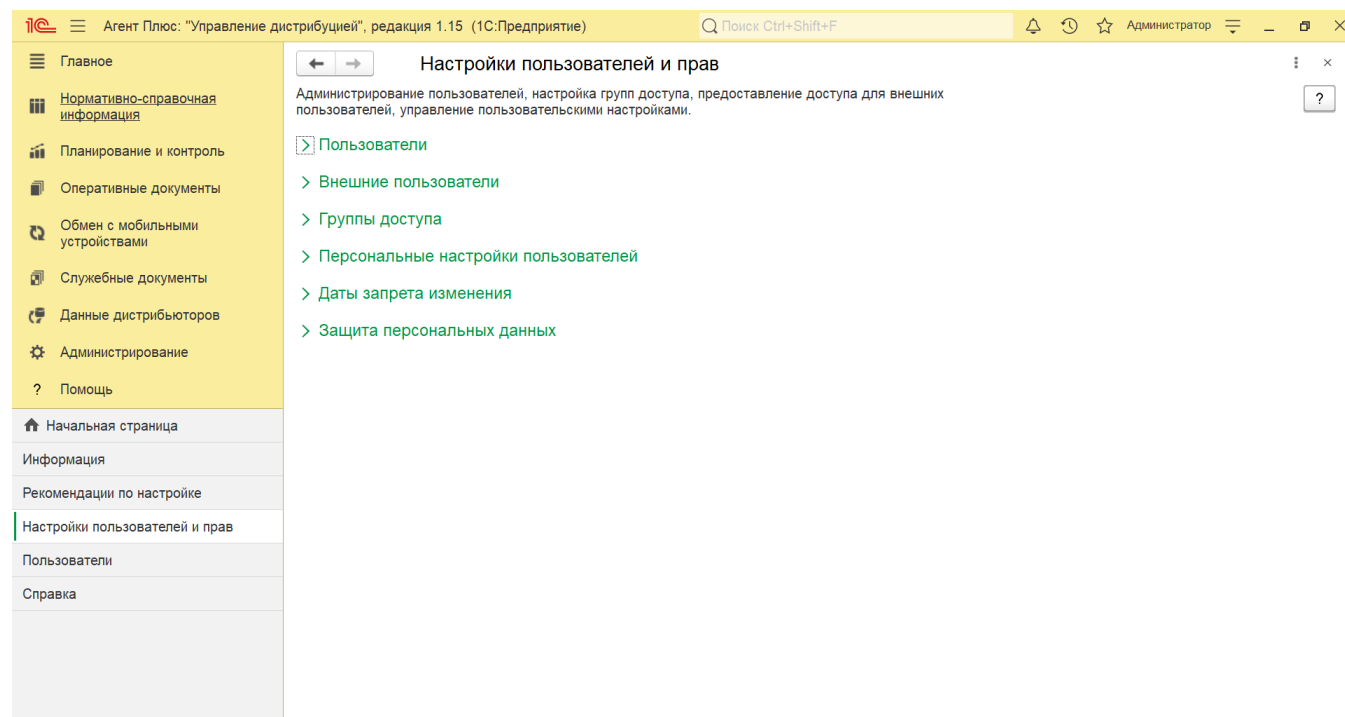 1С Агент Плюс: "Управление дистрибуцией", редакция 1.15 (1С:Предприятие) Поиск Ctrl+Shift+F Администратор
Главное
Нормативно-справочная
информация
Планирование и контроль
Оперативные документы
Обмен с мобильными
устройствами
Служебные документы
Данные дистрибьюторов
Администрирование
? Помощь
Начальная страница
Информация
Рекомендации по настройке
Настройки пользователей и прав
Пользователи
Справка
Настройки пользователей и прав
Администрирование пользователей, настройка групп доступа, предоставление доступа для внешних
пользователей, управление пользовательскими настройками.
?
Пользователи
Внешние пользователи
Группы доступа
Персональные настройки пользователей
Даты запрета изменения
Защита персональных данных